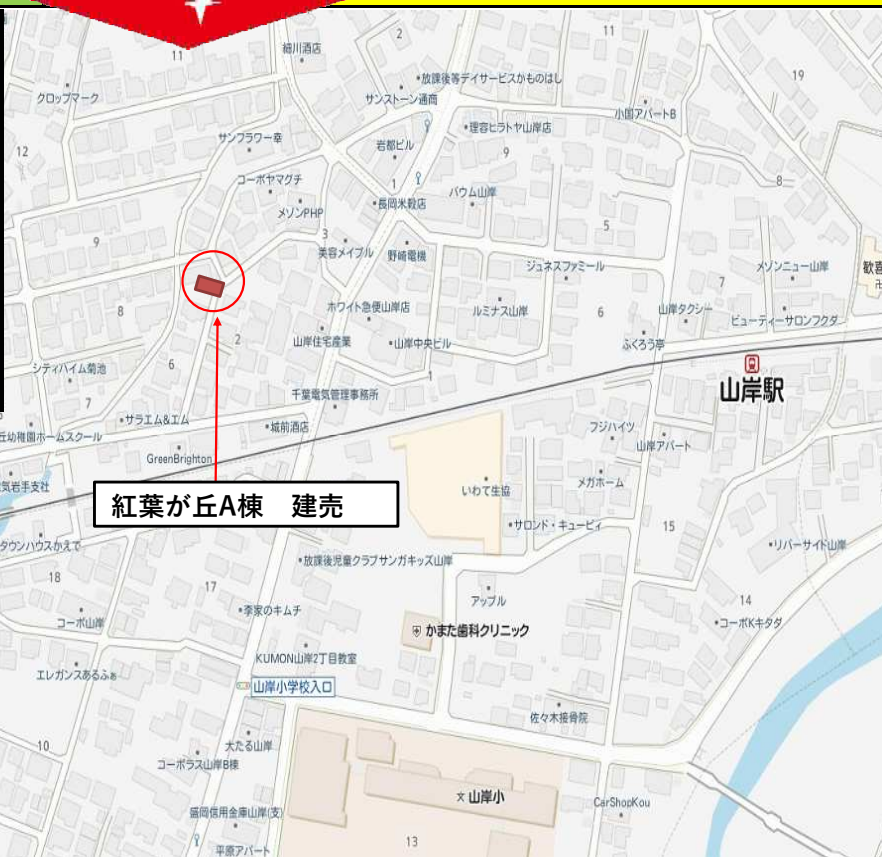 11
細川酒店
2
11
放課後等デイサービスかものはし
クロップマーク
サンストーン通商
19
小国アパートB
理容ヒラトヤ山岸店
サンフラワー幸
岩都ビル
9
12
コーポヤマグチ
8
1
バウム山岸
メゾンPHP
長岡米穀店
5
3
9
美容メイプル
野崎電機
ジュネスファミール
メゾンニュー山岸
歓喜
7
8
ホワイト急便山岸店
ルミナス山岸
6
山岸タクシー
ビューティーサロンフクダ
2
山岸住宅産業
山岸中央ビル
ふくろう亭
6
シティハイム菊池
1
山岸駅
千葉電気管理事務所
7
サラエム&エム
城前酒店
フジハイツ
丘幼稚園ホームスクール
山岸アパート
GreenBrighton
気岩手支社
いわて生協
メガホーム
紅葉が丘A棟 建売
サロンド・キュービィ
15
タウンハウスかえで
リバーサイド山岸
放課後児童クラブサンガキッズ山岸
18
17
アップル
14
李家のキムチ
コーポ山岸
コーポKキタダ
かまた歯科クリニック
KUMON山岸2丁目教室
エレガンスあるふぁ
山岸小学校入口
佐々木接骨院
10
大たる山岸
コーポラス山岸B棟
文 山岸小
CarShopKou
盛岡信用金庫山岸(支)
13
平原アパート